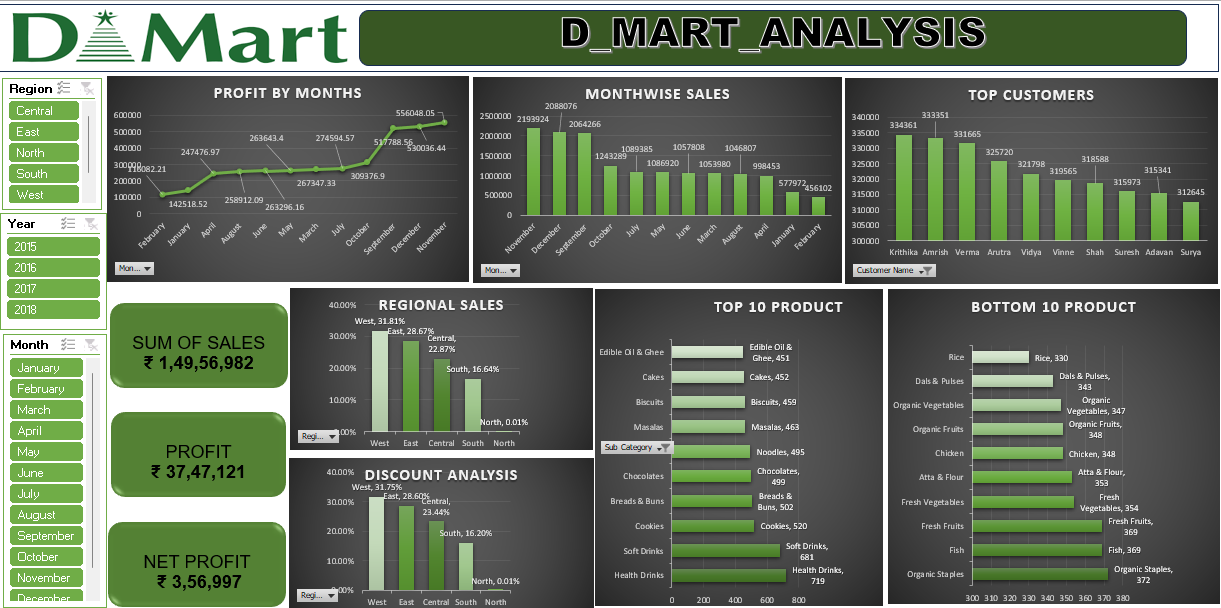 D Mart
D_MART_ANALYSIS
Region
Central
East
North
South
West
Year
2015
2016
2017
2018
Month
January
February
March
April
May
June
July
August
September
October
November
December
PROFIT BY MONTHS
600000
500000
400000
300000
200000
100000
0
118082.21
142518.52
247476.97
258912.09
263643.4
263296.16
267347.33
274594.57
309376.9
517788.56
530036.44
556048.05
February
January
April
August
June
May
March
July
October
September
December
November
Mon...
MONTHWISE SALES
2500000
2000000
1500000
1000000
500000
0
2193924
2088076
2064266
1243289
1089385
1086920
1057808
1053980
1046807
998453
577972
456102
November
December
September
October
July
May
June
March
August
April
January
February
Mon...
TOP CUSTOMERS
340000
335000
330000
325000
320000
315000
310000
305000
300000
334361
333351
331665
325720
321798
319565
318588
315973
315341
312645
Krithika Amrish Verma Arutra Vidya Vinne Shah Suresh Adavan Surya
Customer Name
SUM OF SALES
₹ 1,49,56,982
PROFIT
₹ 37,47,121
NET PROFIT
₹ 3,56,997
REGIONAL SALES
40.00%
30.00%
20.00%
10.00%
0.00%
West, 31.81%
East, 28.67%
Central,
22.87%
South, 16.64%
North, 0.01%
West East Central South North
Regi...
DISCOUNT ANALYSIS
40.00%
30.00%
20.00%
10.00%
0.00%
West, 31.75%
East, 28.60%
Central,
23.44%
South, 16.20%
North, 0.01%
West East Central South North
Regi...
TOP 10 PRODUCT
Edible Oil & Ghee
Cakes
Biscuits
Masalas
Sub Category
Chocolates
Breads & Buns
Cookies
Soft Drinks
Health Drinks
Edible Oil &
Ghee, 451
Cakes, 452
Biscuits, 459
Masalas, 463
Noodles, 495
Chocolates,
499
Breads &
Buns, 502
Cookies, 520
Soft Drinks,
681
Health Drinks,
719
0 200 400 600 800
BOTTOM 10 PRODUCT
Rice
Dals & Pulses
Organic Vegetables
Organic Fruits
Chicken
Atta & Flour
Fresh Vegetables
Fresh Fruits
Fish
Organic Staples
Rice, 330
Dals & Pulses,
343
Organic
Vegetables, 347
Organic Fruits,
348
Chicken, 348
Atta & Flour,
353
Fresh
Vegetables, 354
Fresh Fruits,
369
Fish, 369
Organic Staples,
372
300 310 320 330 340 350 360 370 380